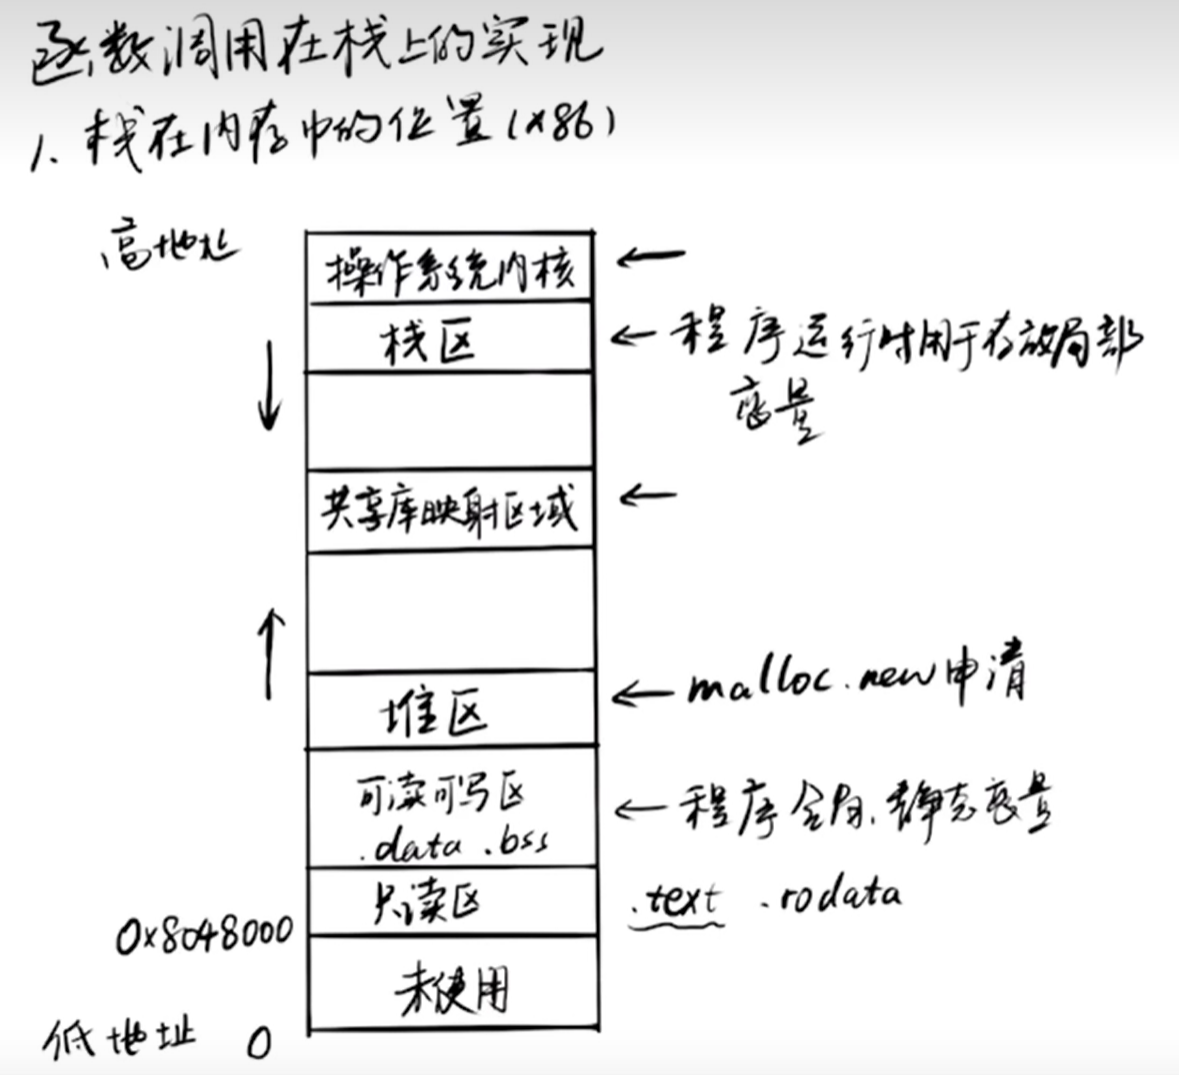 函数调用在栈上的实现
1. 栈在内存中的位置(x86)
高地址
操作系统内核
栈区
程序运行时用于存放局部
变量
共享库映射区域
堆区
malloc.new申请
可读可写区
.data .bss
程序全局、静态变量
只读区
.text .rodata
0x8048000
未使用
低地址 0